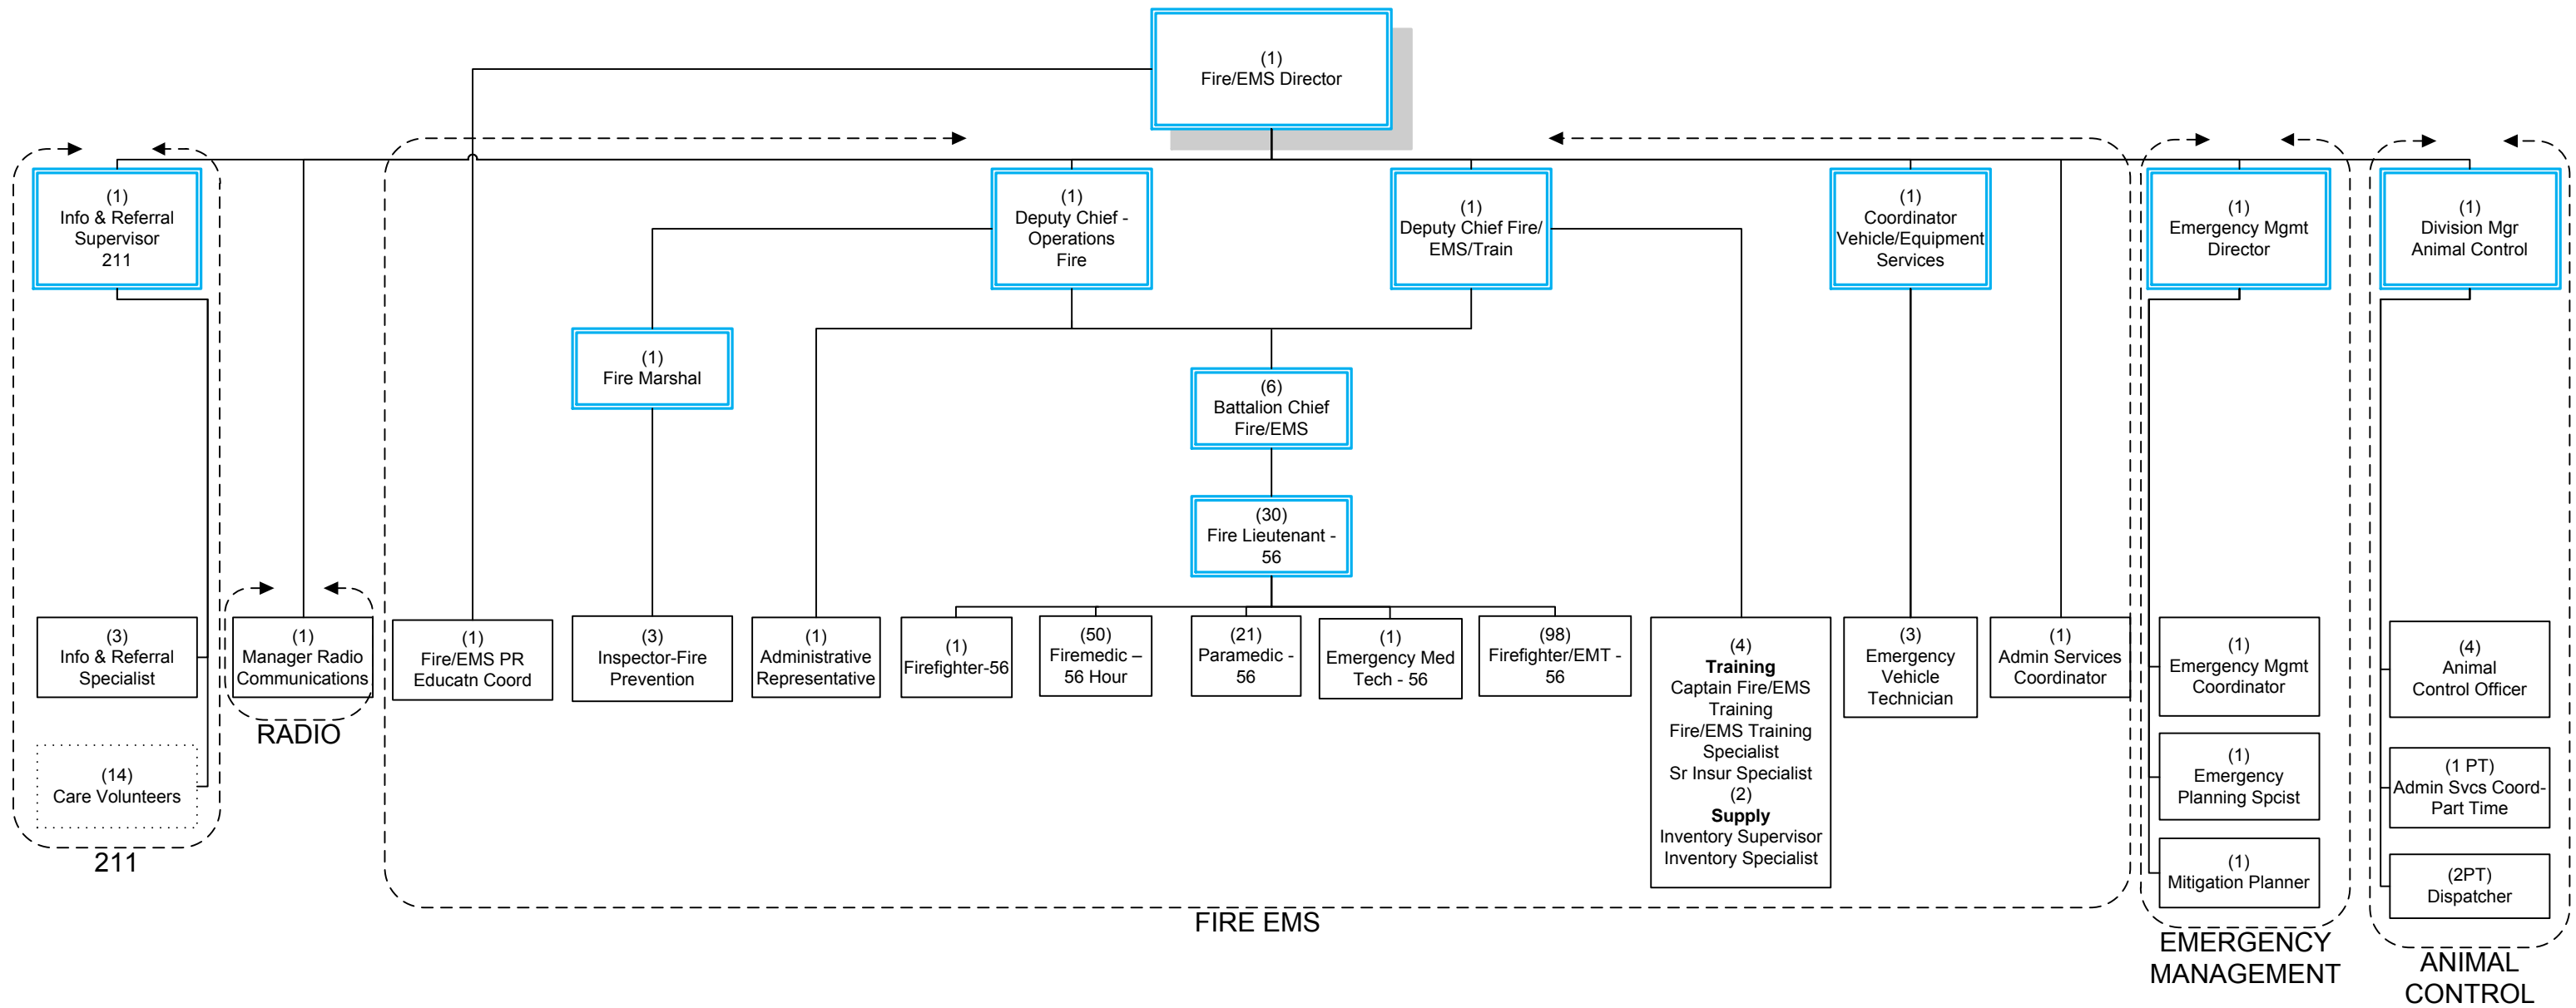 (1)
Fire/EMS Director
(1)
Info & Referral
Supervisor
211
(1)
Deputy Chief -
Operations
Fire
(1)
Deputy Chief Fire/
EMS/Train
(1)
Coordinator
Vehicle/Equipment
Services
(1)
Emergency Mgmt
Director
(1)
Division Mgr
Animal Control
(1)
Fire Marshal
(6)
Battalion Chief
Fire/EMS
(30)
Fire Lieutenant -
56
(3)
Info & Referral
Specialist
(1)
Manager Radio
Communications
(1)
Fire/EMS PR
Educatn Coord
(3)
Inspector-Fire
Prevention
(1)
Administrative
Representative
(1)
Firefighter-56
(50)
Firemedic –
56 Hour
(21)
Paramedic -
56
(1)
Emergency Med
Tech - 56
(98)
Firefighter/EMT -
56
(4)
Training
Captain Fire/EMS
Training
Fire/EMS Training
Specialist
Sr Insur Specialist
(2)
Supply
Inventory Supervisor
Inventory Specialist
(3)
Emergency
Vehicle
Technician
(1)
Admin Services
Coordinator
(1)
Emergency Mgmt
Coordinator
(4)
Animal
Control Officer
RADIO
(14)
Care Volunteers
(1)
Emergency
Planning Spcist
(1 PT)
Admin Svcs Coord-
Part Time
211
(1)
Mitigation Planner
(2PT)
Dispatcher
FIRE EMS
EMERGENCY
MANAGEMENT
ANIMAL
CONTROL